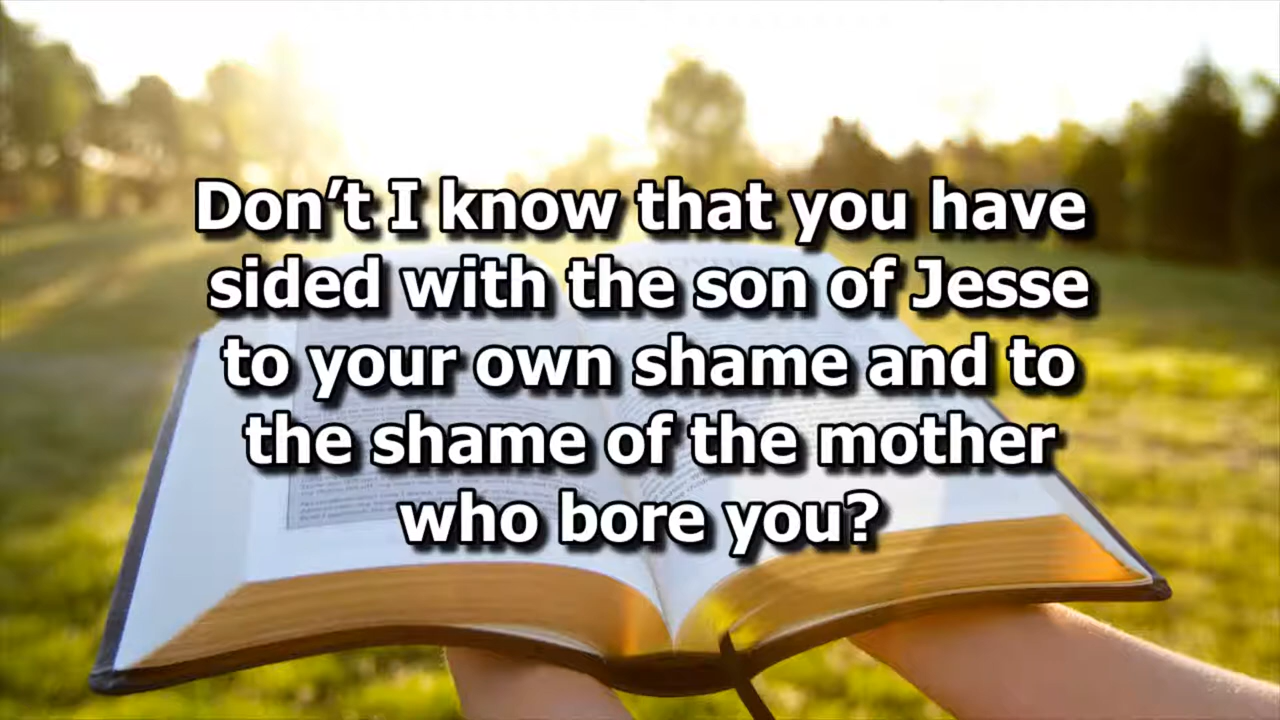 Don’t I know that you have
sided with the son of Jesse
to your own shame and to
the shame of the mother
who bore you?